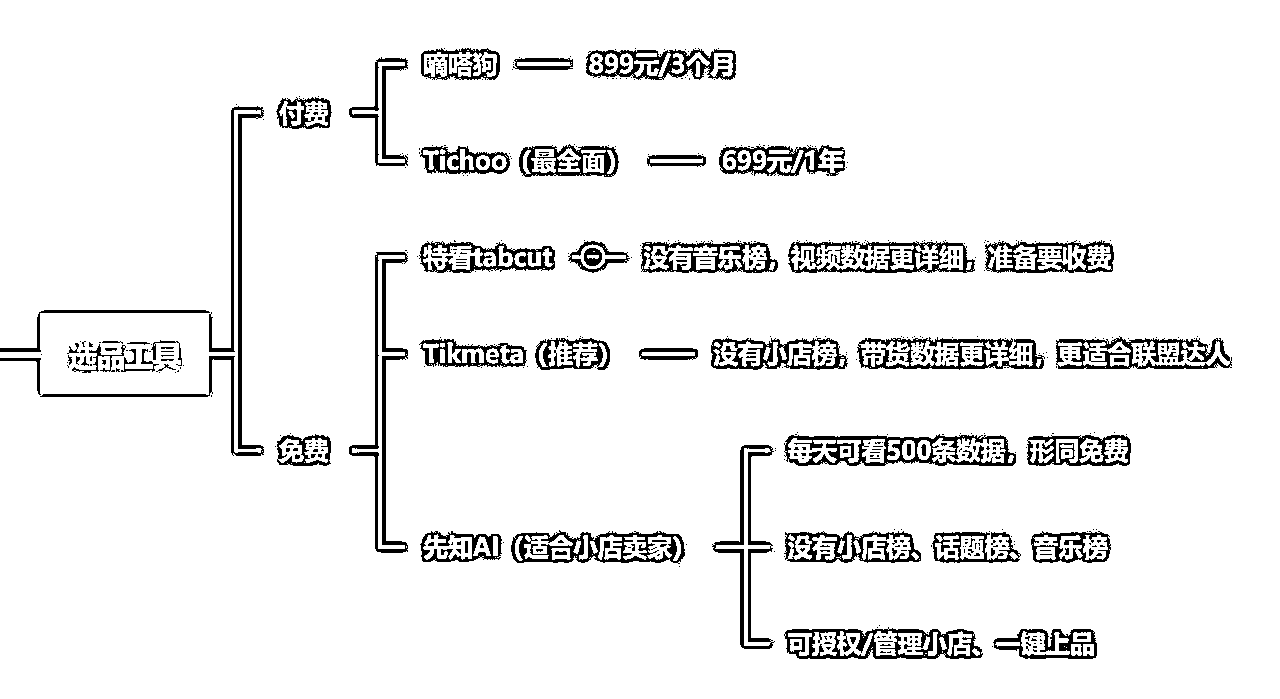 选品工具
付费
嘀嗒狗
899元/3个月
Tichoo（最全面）
699元/1年
免费
特看tabcut
没有音乐榜，视频数据更详细，准备要收费
Tikmeta（推荐）
没有小店榜，带货数据更详细，更适合联盟达人
先知AI（适合小店卖家）
每天可看500条数据，形同免费
没有小店榜、话题榜、音乐榜
可授权/管理小店、一键上品